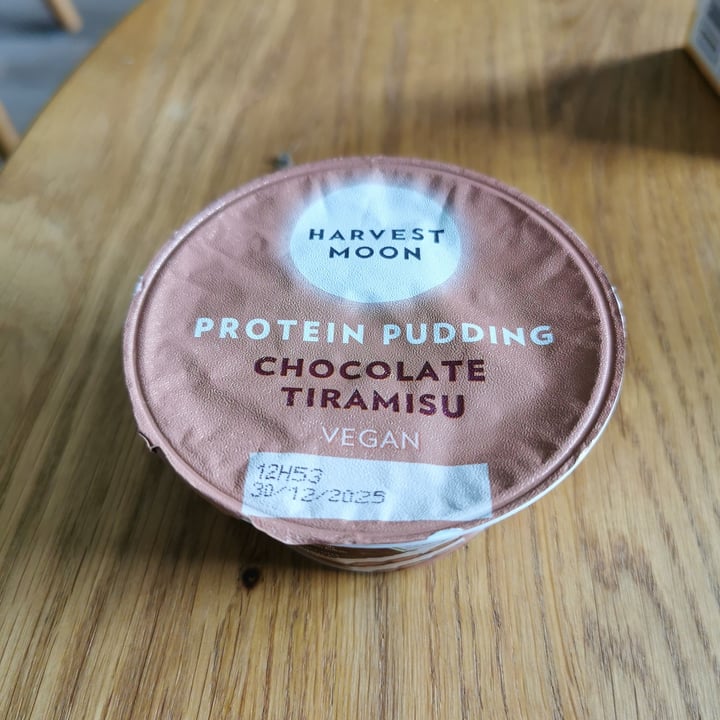 HARVEST
MOON
PROTEIN PUDDING
CHOCOLATE
TIRAMISU
VEGAN
12H53
30/12/2025